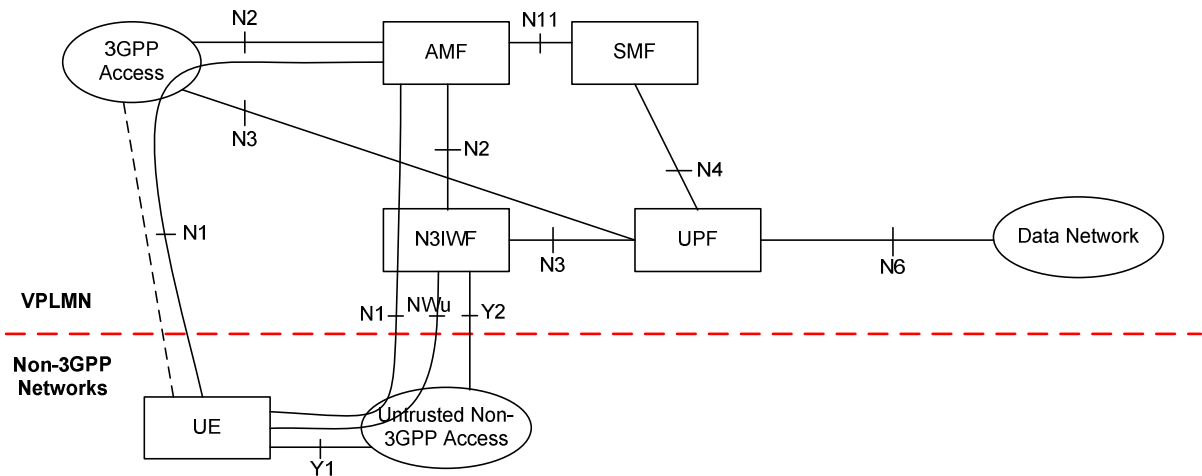 N2
N11
3GPP
Access
AMF
SMF
N3
N2
N4
N1
N3IWF
UPF
Data Network
N3
N6
VPLMN
N1
NWu
Y2
Non-3GPP
Networks
UE
Untrusted Non-
3GPP Access
Y1